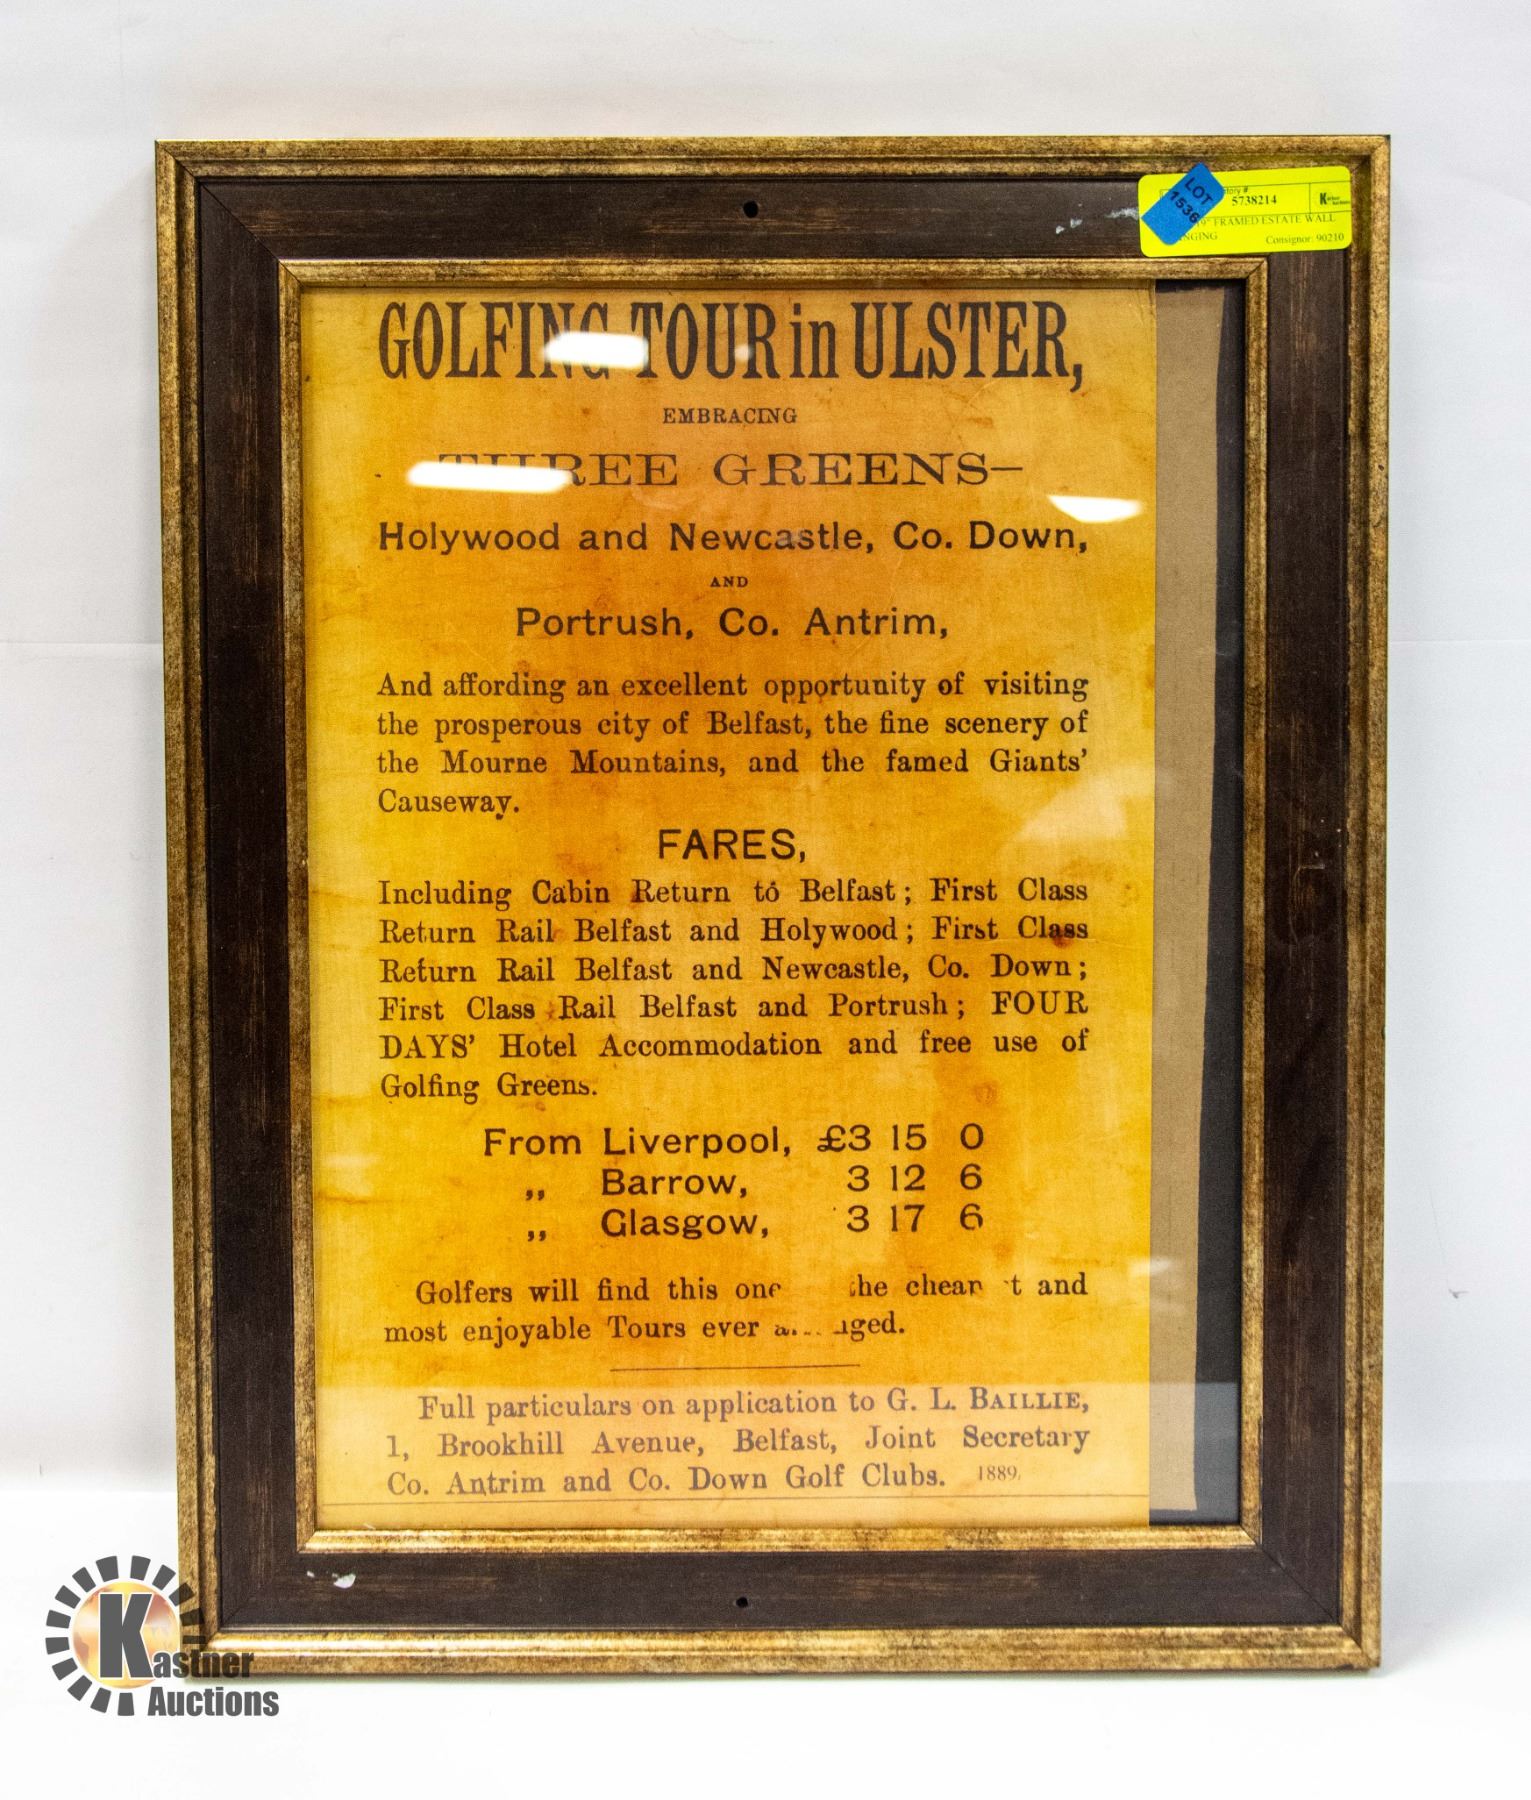 LOT
1536
5738214
Kastner
19" FRAMED ESTATE WALL
Consignor: 90210
GOLFING TOUR in ULSTER,
EMBRACING
THREE GREENS—
Holywood and Newcastle, Co. Down,
AND
Portrush, Co. Antrim,
And affording an excellent opportunity of visiting
the prosperous city of Belfast, the fine scenery of
the Mourne Mountains, and the famed Giants'
Causeway.
FARES,
Including Cabin Return to Belfast; First Class
Return Rail Belfast and Holywood; First Class
Return Rail Belfast and Newcastle, Co. Down;
First Class Rail Belfast and Portrush; FOUR
DAYS' Hotel Accommodation and free use of
Golfing Greens.
From Liverpool, £3 15 0
„ Barrow, 3 12 6
„ Glasgow, 3 17 6
Golfers will find this one the and
most enjoyable Tours ever
Full particulars on application to G. L. BAILLIE,
1, Brookhill Avenue, Belfast, Joint Secretary
Co. Antrim and Co. Down Golf Clubs. 1889.
Kastner
Auctions